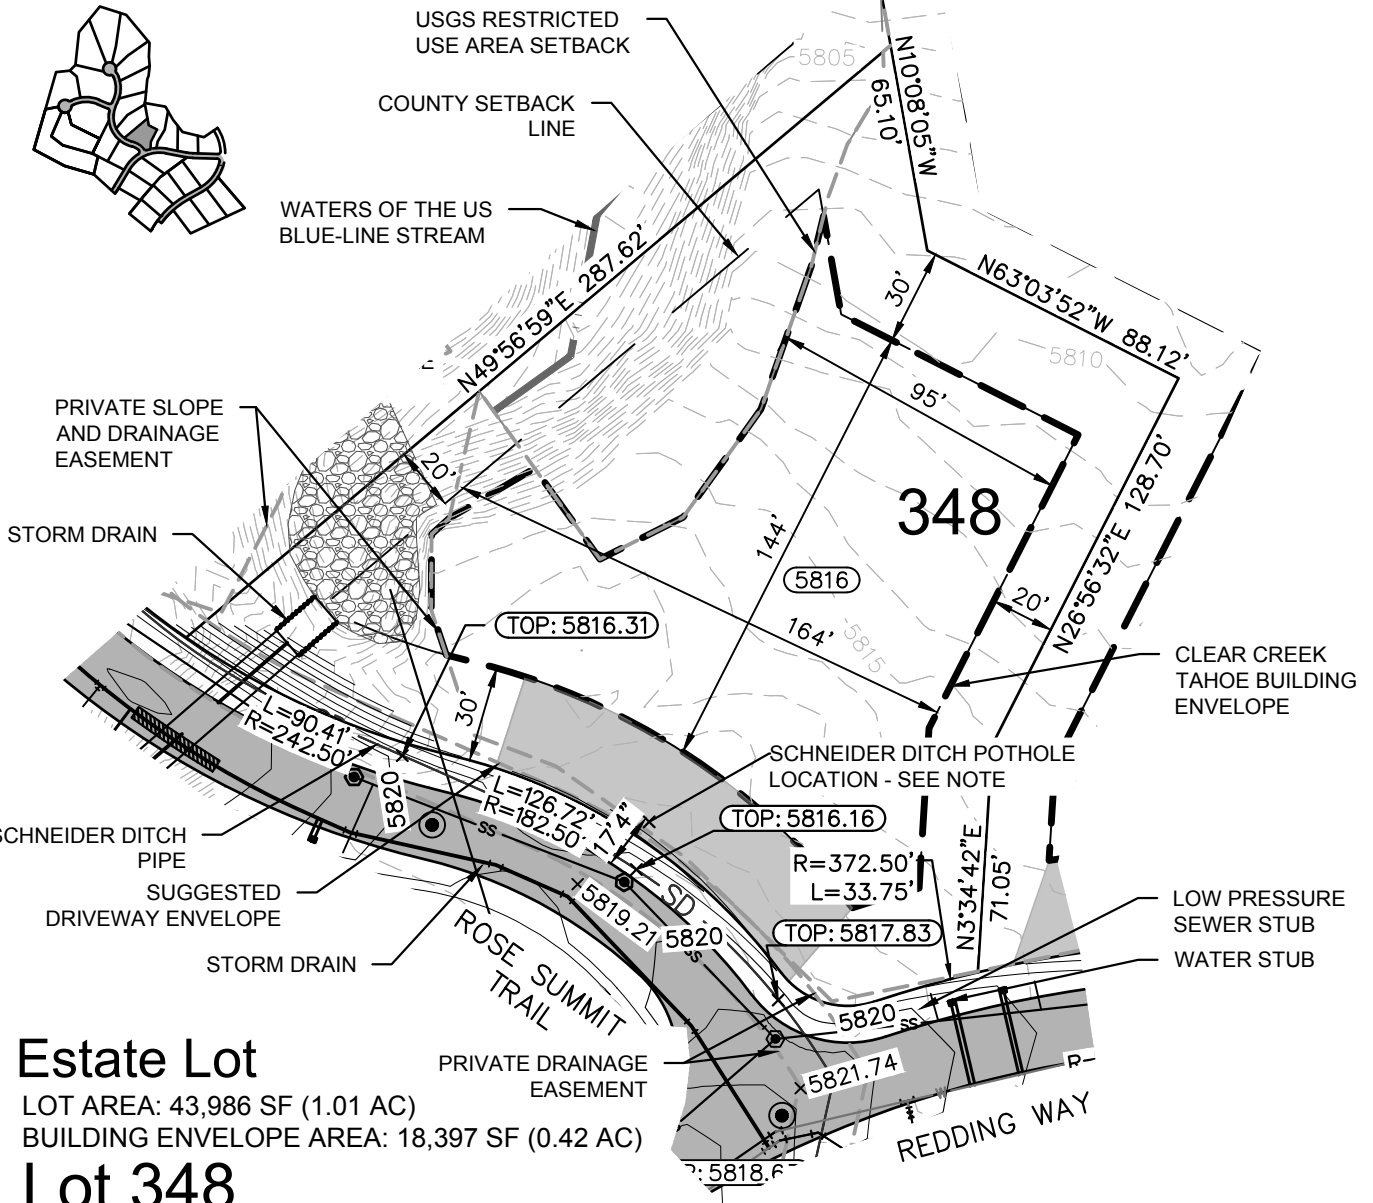 USGS RESTRICTED
USE AREA SETBACK
5805
N10°08'05"W
65.10'
COUNTY SETBACK
LINE
WATERS OF THE US
BLUE-LINE STREAM
N49°56'59"E 287.62'
30'
N63°03'52"W 88.12'
5810
95'
PRIVATE SLOPE
AND DRAINAGE
EASEMENT
20'
348
N26°56'32"E 128.70'
144'
STORM DRAIN
5816
20'
TOP: 5816.31
164'
5815
CLEAR CREEK
TAHOE BUILDING
ENVELOPE
30'
L=90.41'
R=242.50'
SCHNEIDER DITCH POTHOLE
LOCATION - SEE NOTE
5820
L=126.72'
R=182.50'
17'4"
SS
TOP: 5816.16
SCHNEIDER DITCH
PIPE
R=372.50'
L=33.75'
N3°34'42"E
71.05'
SUGGESTED
DRIVEWAY ENVELOPE
5819.21
SD
5820
SS
LOW PRESSURE
SEWER STUB
TOP: 5817.83
STORM DRAIN
ROSE SUMMIT
TRAIL
WATER STUB
5820
SS
PRIVATE DRAINAGE
EASEMENT
5821.74
R=
REDDING WAY
Estate Lot
LOT AREA: 43,986 SF (1.01 AC)
BUILDING ENVELOPE AREA: 18,397 SF (0.42 AC)
Lot 348